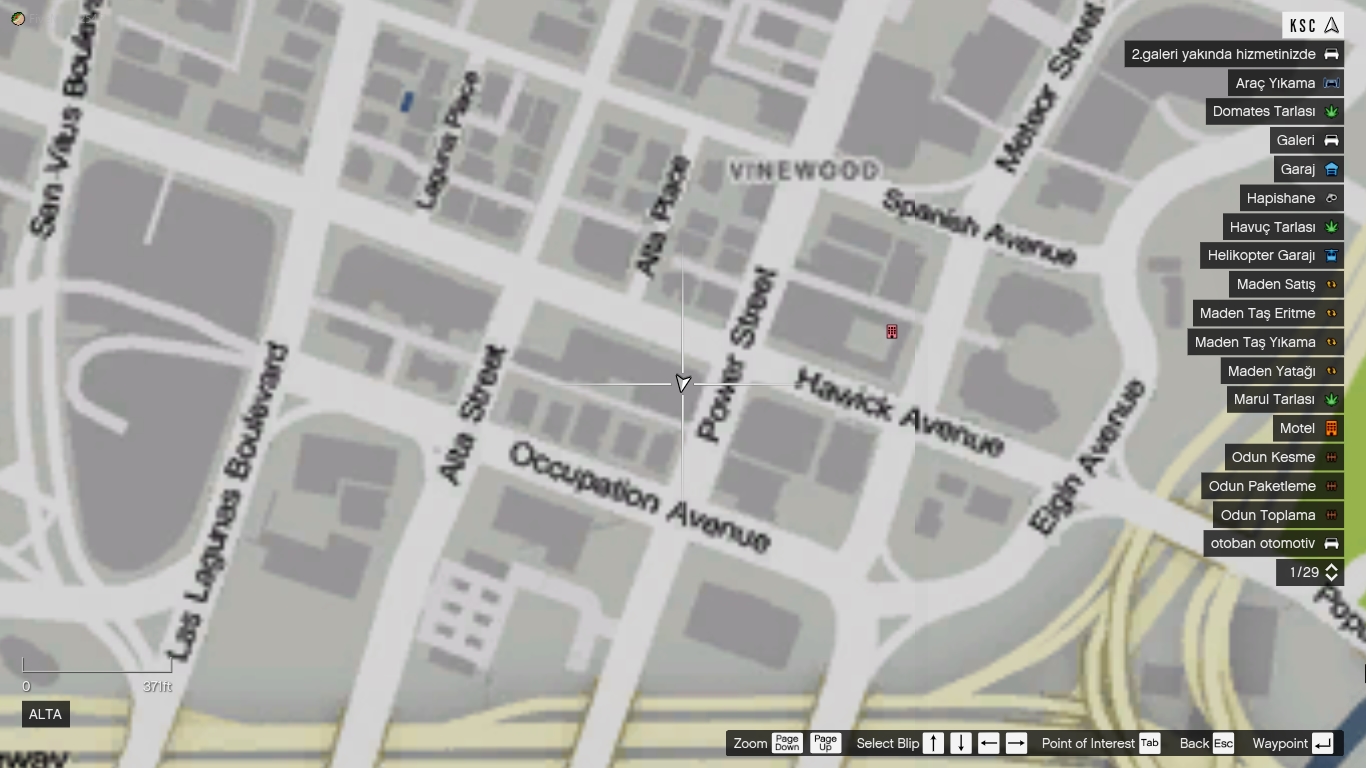 KSC
2.galeri yakında hizmetinizde
Araç Yıkama
Domates Tarlası
Galeri
Garaj
Hapishane
Havuç Tarlası
Helikopter Garajı
Maden Satış
Maden Taş Eritme
Maden Taş Yıkama
Maden Yatağı
Marul Tarlası
Motel
Odun Kesme
Odun Paketleme
Odun Toplama
otoban otomotiv
1/29
San Vitus Boulev
Laguna Place
Alta Place
VINEWOOD
Meteor Street
Spanish Avenue
Power Street
Hawick Avenue
Alta Street
Las Lagunas Boulevard
Occupation Avenue
Elgin Avenue
Popu
0 371ft
ALTA
way
Zoom Page Down Page Up Select Blip ↑ ↓ ← → Point of Interest Tab Back Esc Waypoint